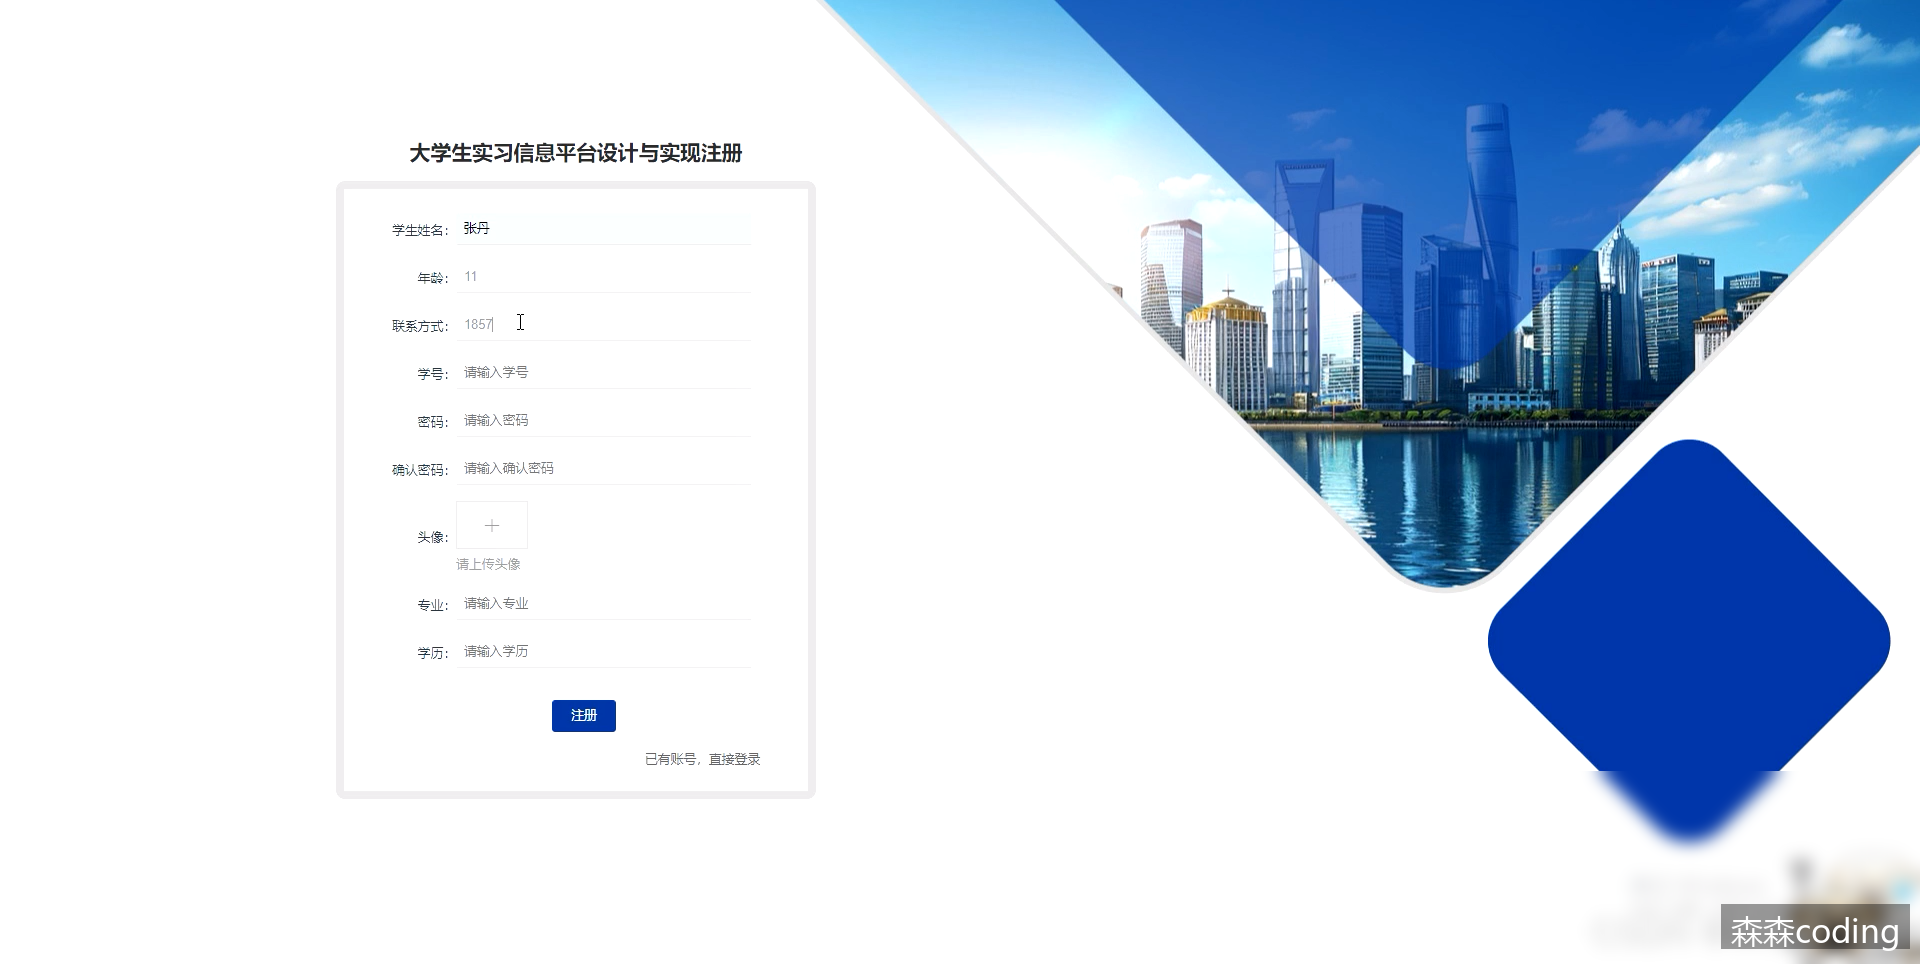 大学生实习信息平台设计与实现注册
学生姓名： 张丹
年龄： 11
联系方式： 1857
学号： 请输入学号
密码： 请输入密码
确认密码： 请输入确认密码
头像：
请上传头像
专业： 请输入专业
学历： 请输入学历
注册
已有账号，直接登录
森森coding